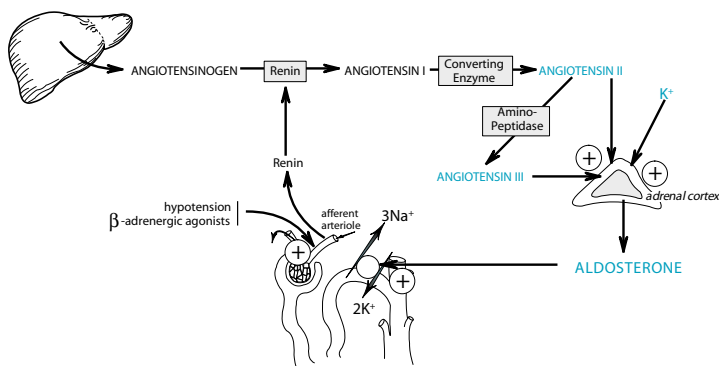 ANGIOTENSINOGEN
Renin
ANGIOTENSIN I
Converting
Enzyme
ANGIOTENSIN II
K⁺
Amino-
Peptidase
Renin
ANGIOTENSIN III
+
+
adrenal cortex
hypotension
β-adrenergic agonists
afferent
arteriole
3Na⁺
+
+
2K⁺
ALDOSTERONE